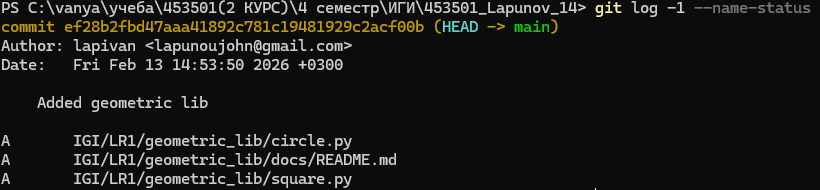 PS C:\vanya\учеба\453501(2 КУРС)\4 семестр\ИГИ\453501_Lapunov_14> git log -1 --name-status
commit ef28b2fbd47aaa41892c781c19481929c2acf00b (HEAD -> main)
Author: lapivan <lapunoujohn@gmail.com>
Date:   Fri Feb 13 14:53:50 2026 +0300
    Added geometric lib
A       IGI/LR1/geometric_lib/circle.py
A       IGI/LR1/geometric_lib/docs/README.md
A       IGI/LR1/geometric_lib/square.py